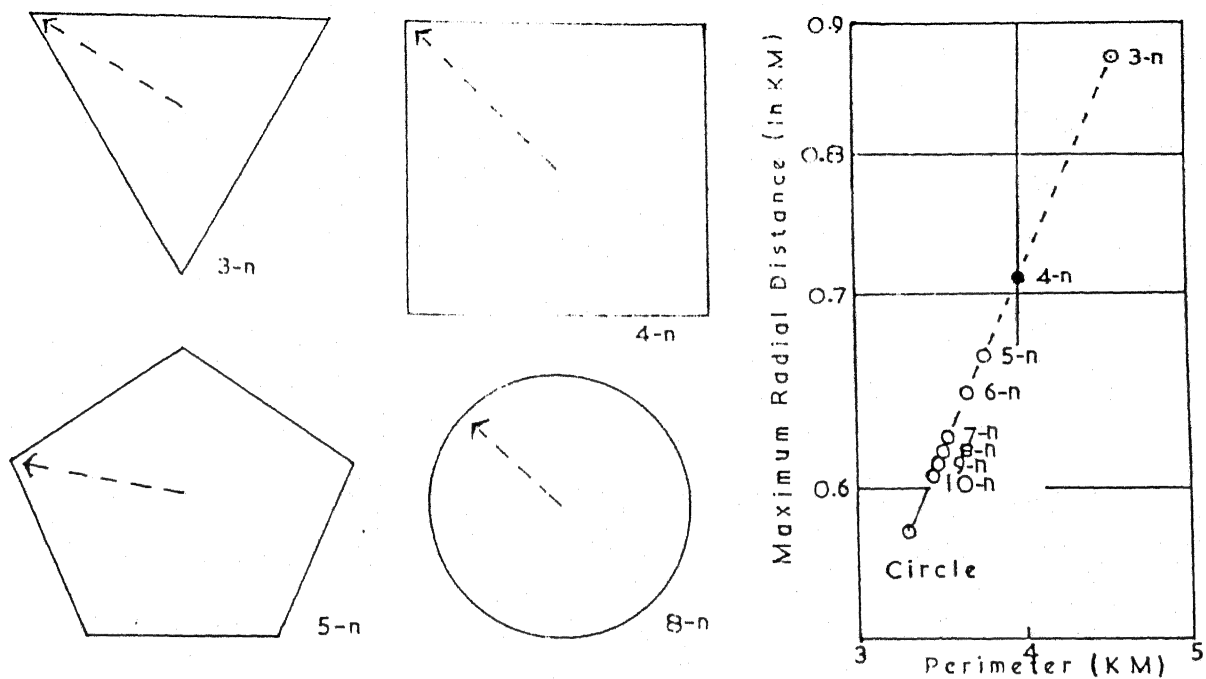 3-n
4-n
5-n
8-n
Maximum Radial Distance (In KM)
0.9
0.8
0.7
0.6
3-n
4-n
5-n
6-n
7-n
8-n
9-n
10-n
Circle
3
4
5
Perimeter (KM)